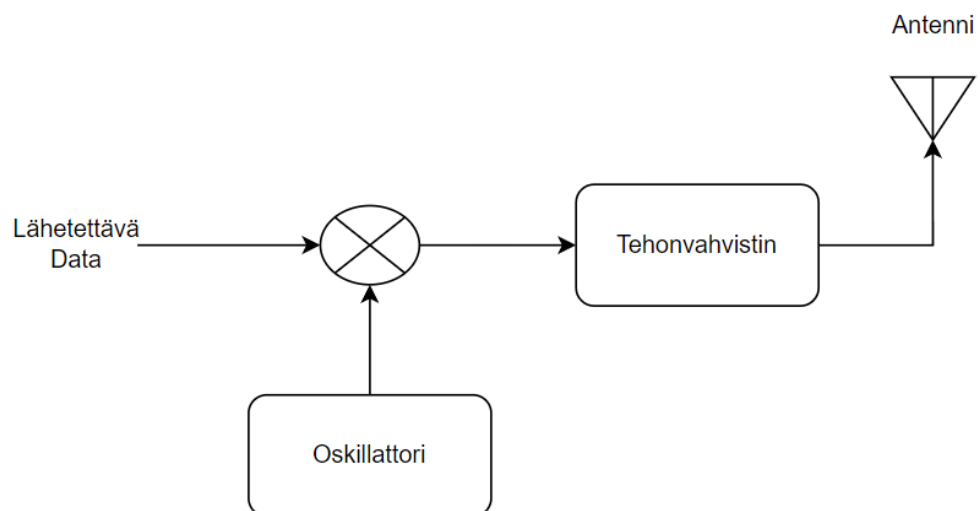 Antenni
Lähetettävä
Data
Tehonvahvistin
Oskillattori